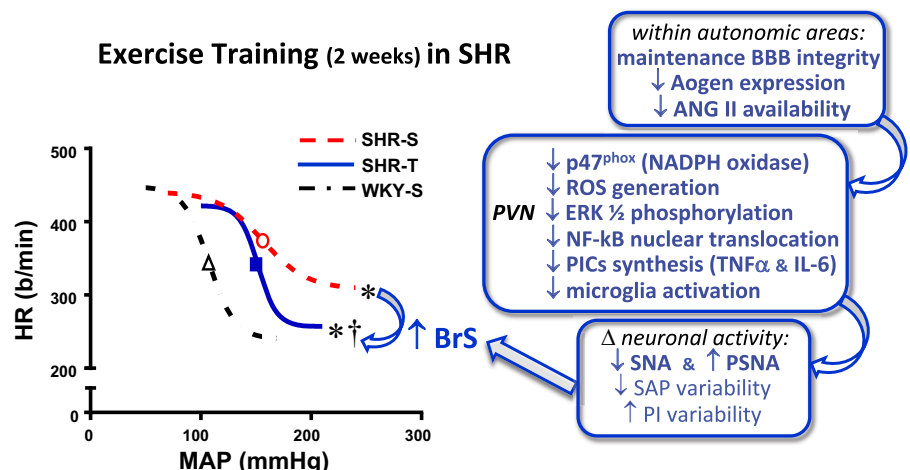 Exercise Training (2 weeks) in SHR
SHR-S
SHR-T
WKY-S
500
400
300
200
0
HR (b/min)
0
100
200
300
MAP (mmHg)
Δ
*
*†
↑ BrS
within autonomic areas:
maintenance BBB integrity
↓ Aogen expression
↓ ANG II availability
PVN
↓ p47phox (NADPH oxidase)
↓ ROS generation
↓ ERK ½ phosphorylation
↓ NF-kB nuclear translocation
↓ PICs synthesis (TNFα & IL-6)
↓ microglia activation
Δ neuronal activity:
↓ SNA & ↑ PSNA
↓ SAP variability
↑ PI variability